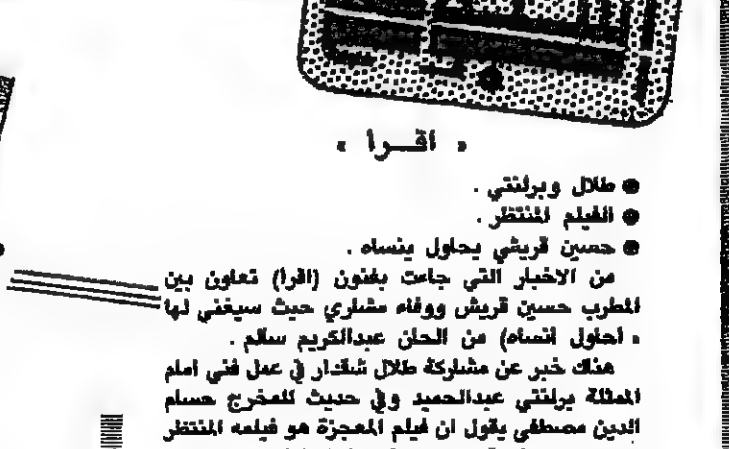 « اقـــرا »
● طلال وبرلنتي .
● الفيلم المنتظر .
● حسين قريشي يحاول ينساه .
من الاخبار التي جاءت بفنون (اقرا) تعاون بين
المطرب حسين قريش ووفاء مشاري حيث سيغني لها
« احاول انساه) من الحان عبدالكريم سالم .
هناك خبر عن مشاركة طلال شقدار في عمل فني امام
الممثلة برلنتي عبدالحميد وفي حديث للمخرج حسام
الدين مصطفى يقول ان فيلم المعجزة هو فيلمه المنتظر